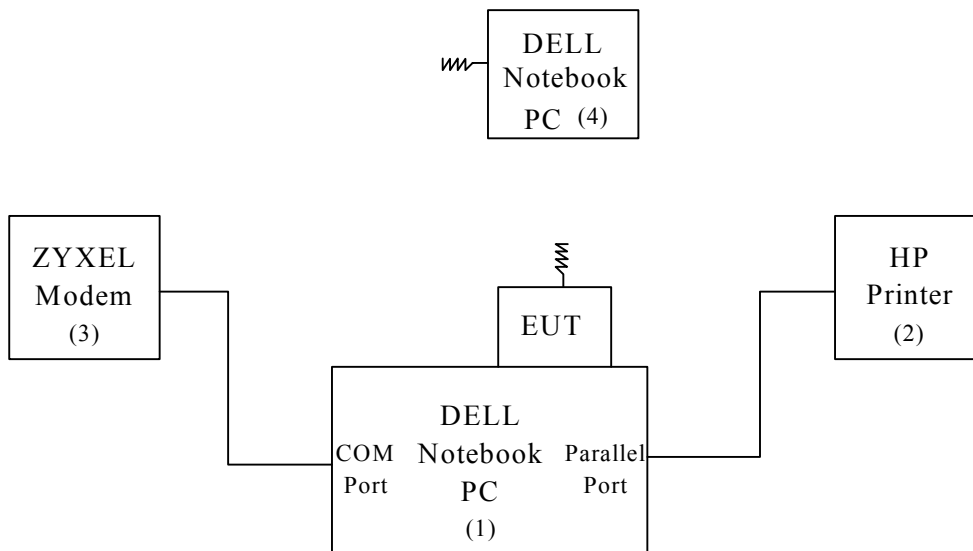 DELL
Notebook
PC (4)
ZYXEL
Modem
(3)
HP
Printer
(2)
EUT
DELL
Notebook
PC
(1)
COM
Port
Parallel
Port